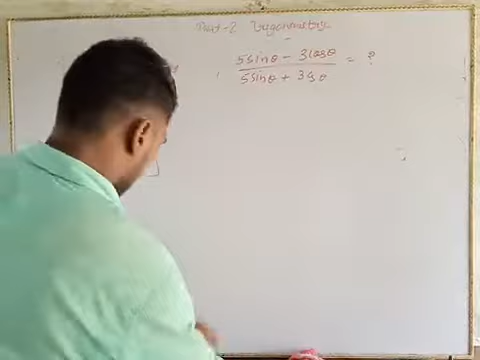 Part-2 Trigonometry
5sinθ - 3cosθ
5sinθ + 3cosθ = ?